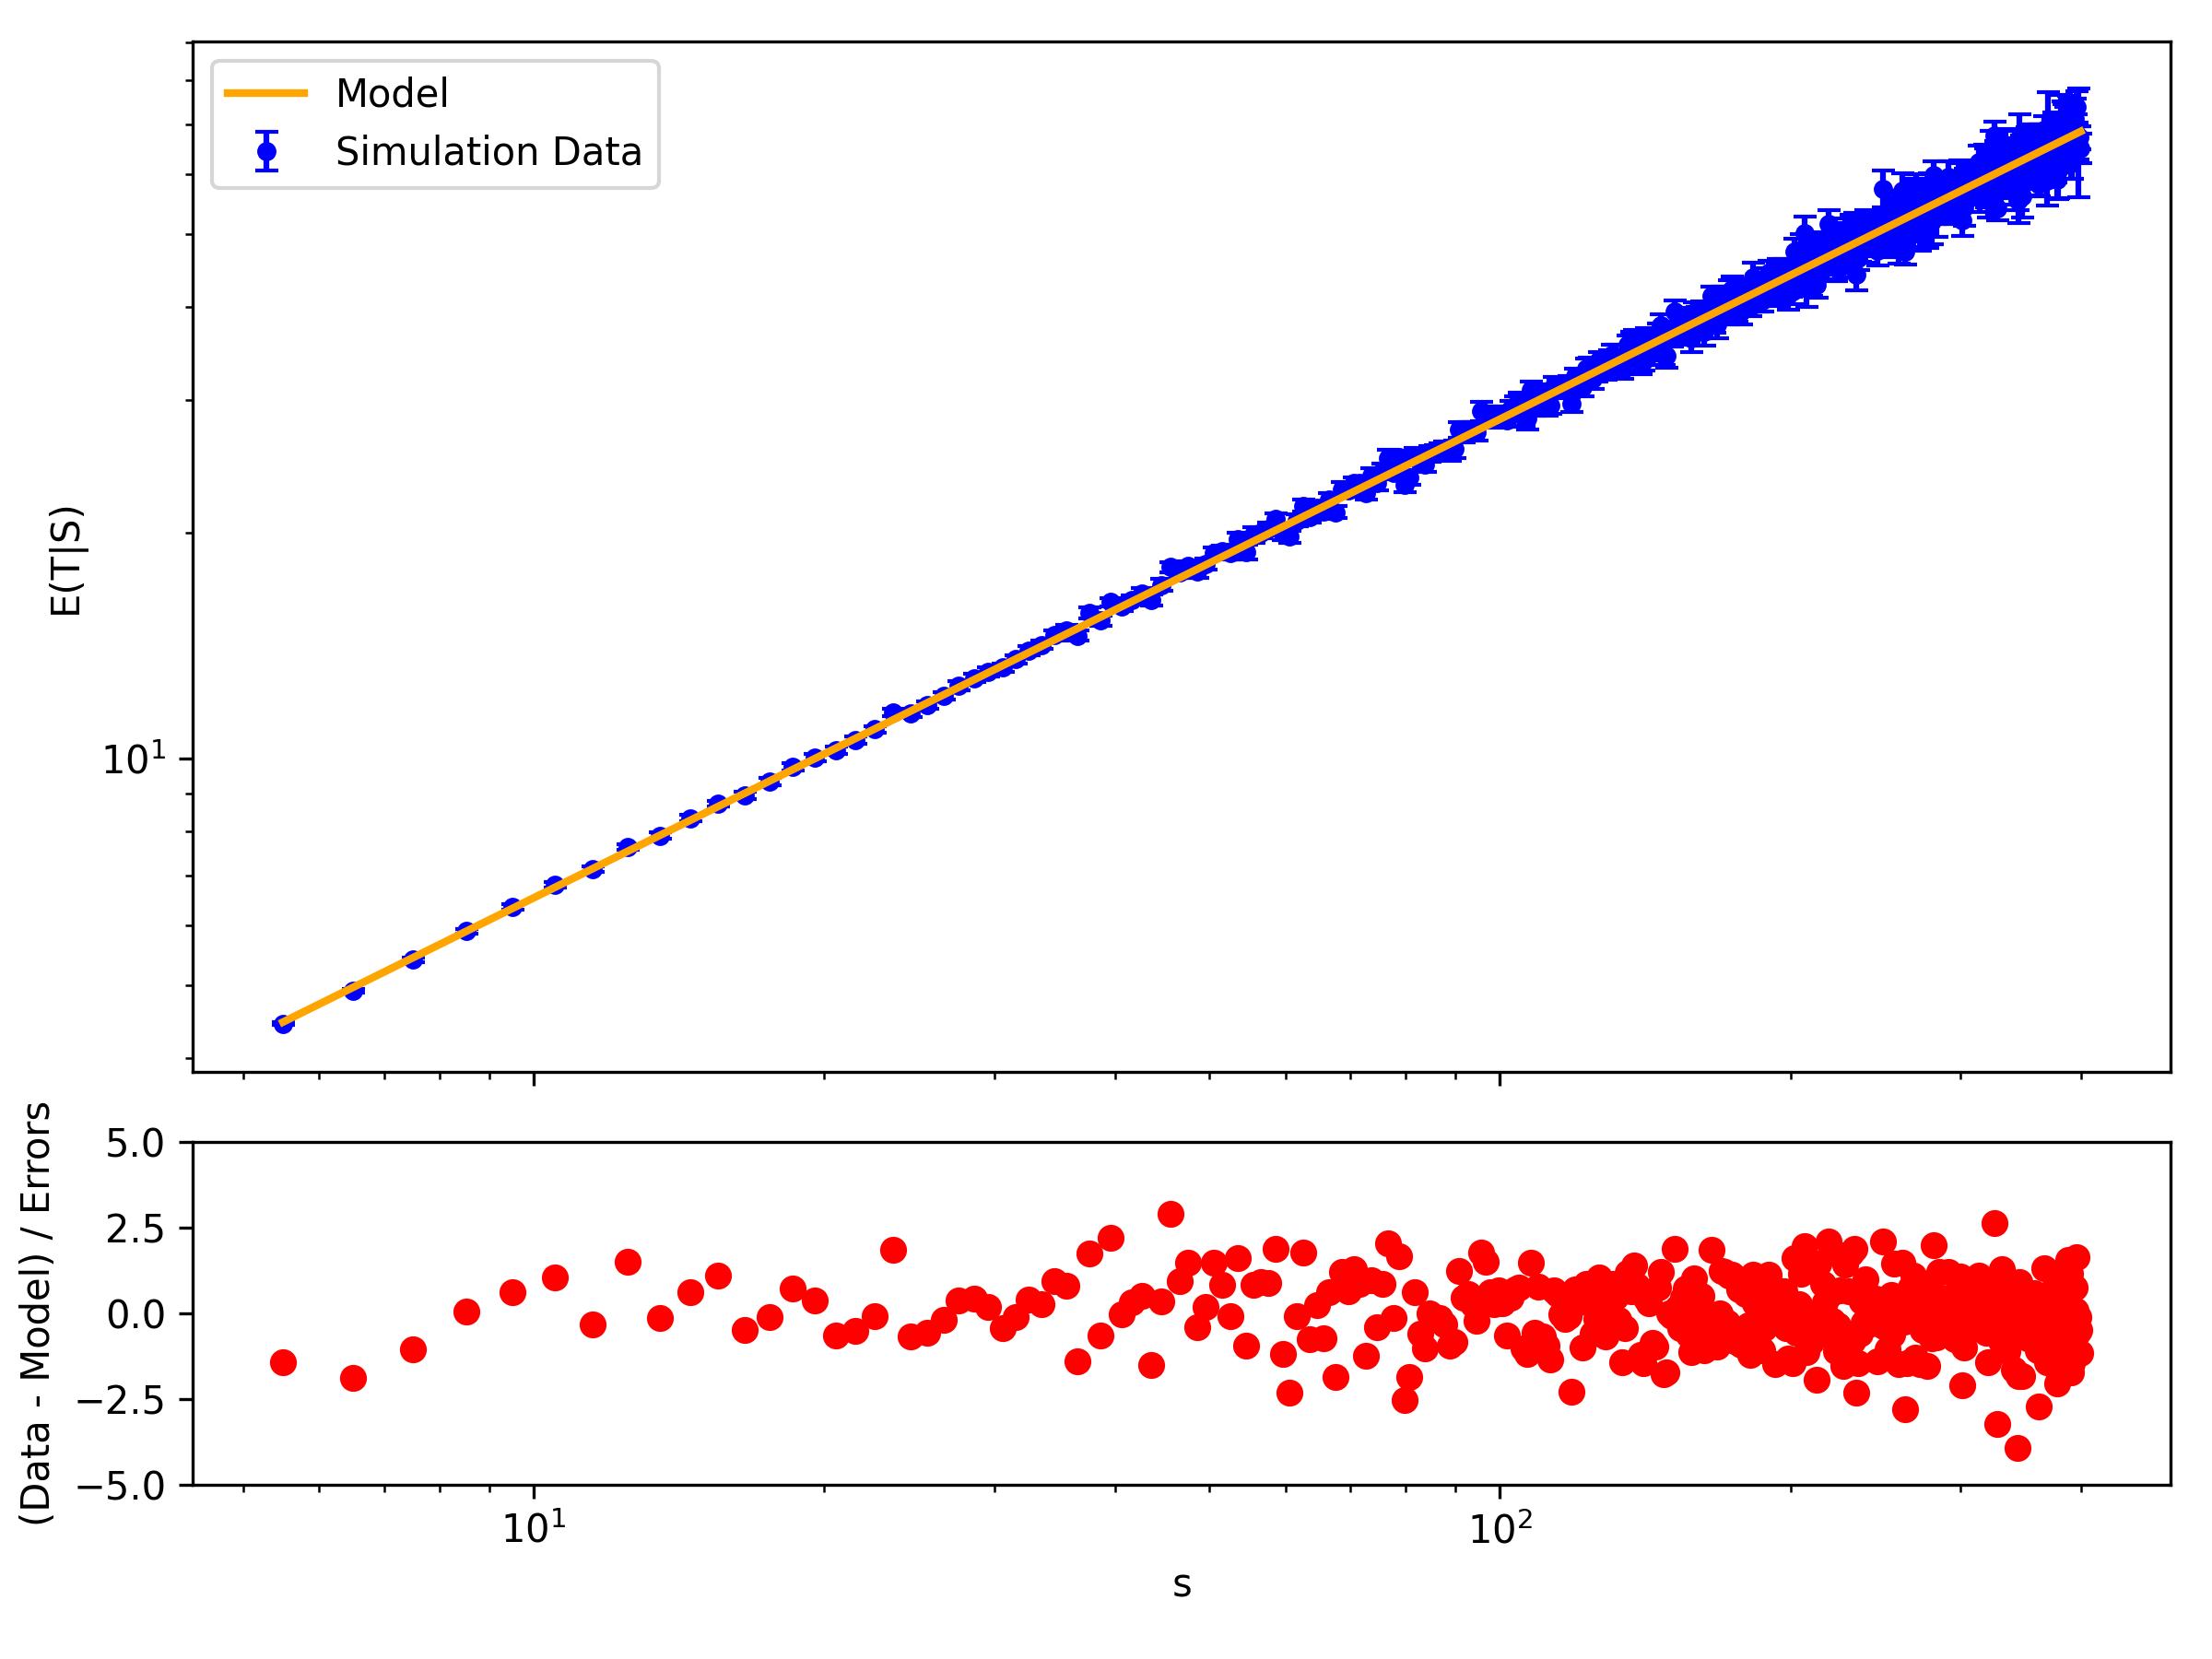 Model
Simulation Data
E(T|S)
10¹
(Data - Model) / Errors
5.0
2.5
0.0
−2.5
−5.0
10¹
10²
s